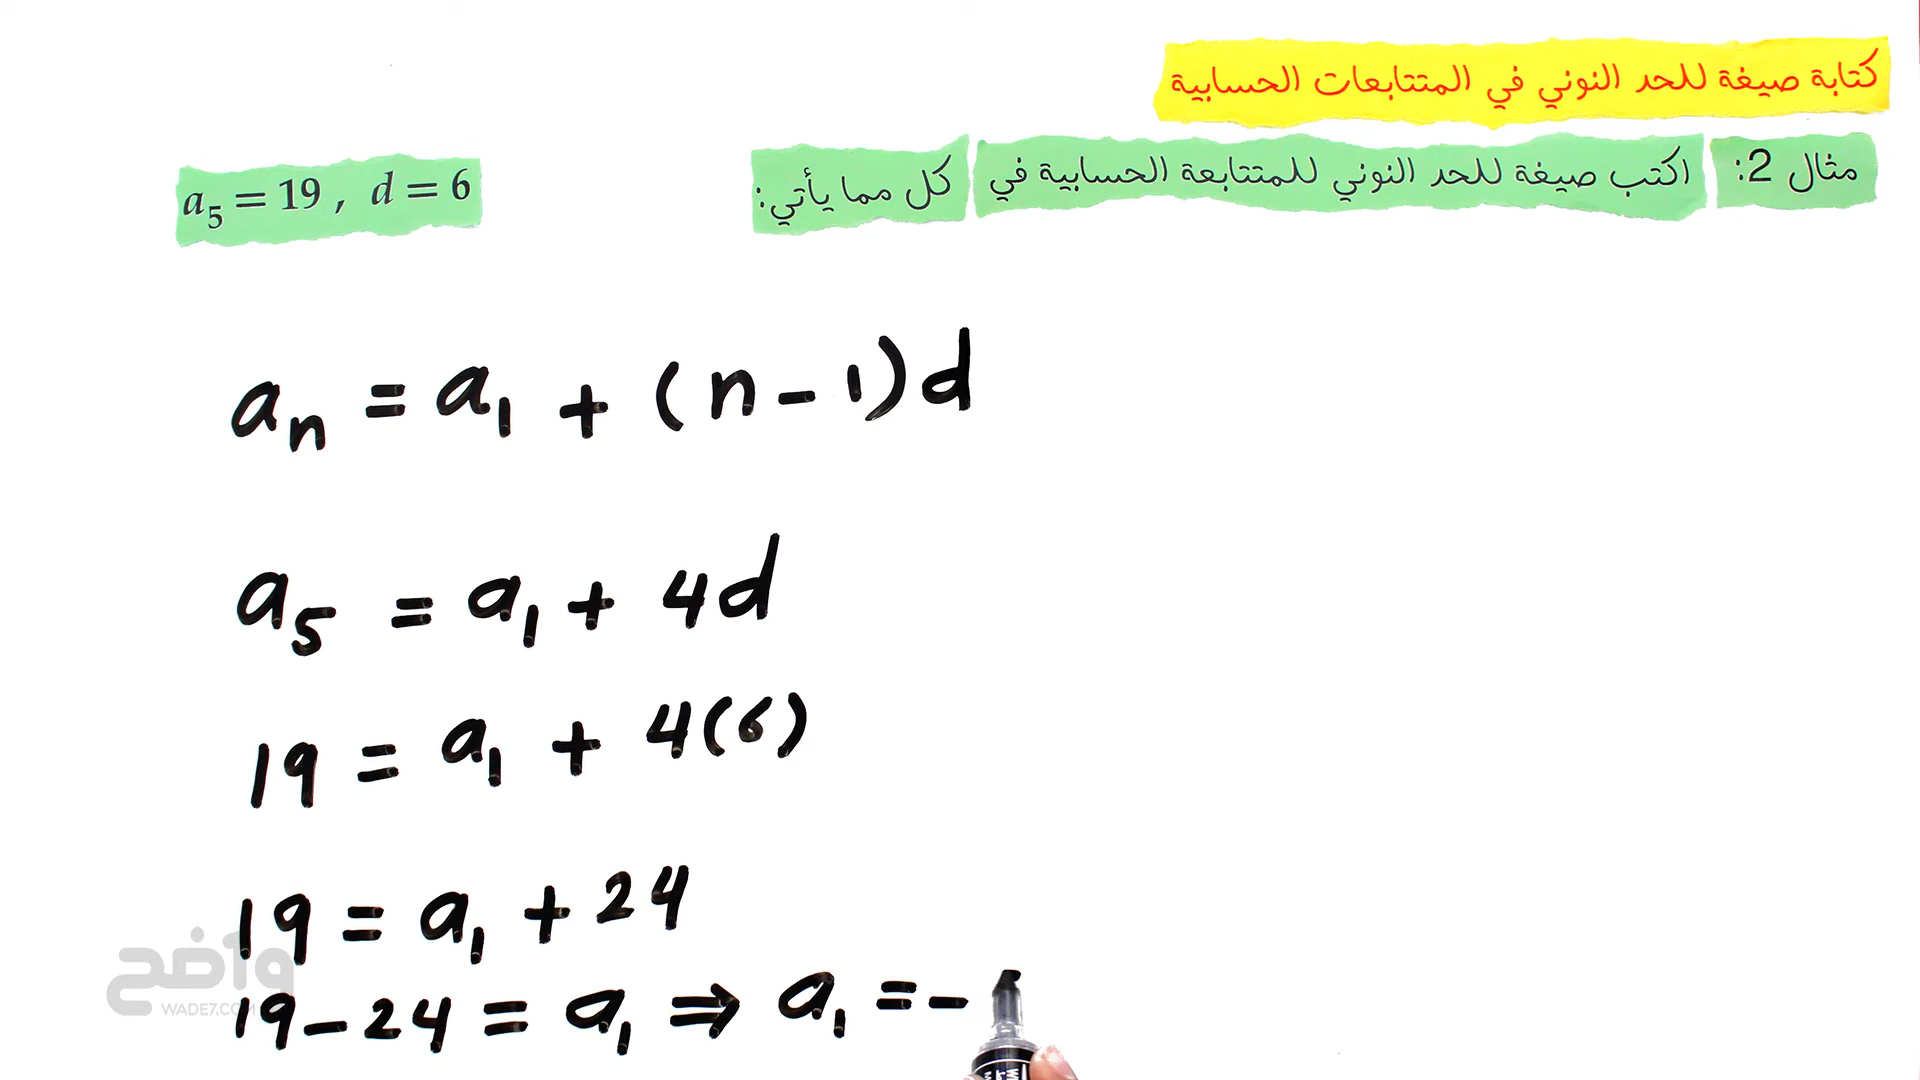 كتابة صيغة للحد النوني في المتتابعات الحسابية
مثال 2: اكتب صيغة للحد النوني للمتتابعة الحسابية في كل مما يأتي: a₅ = 19 , d = 6
aₙ = a₁ + (n - 1)d
a₅ = a₁ + 4d
19 = a₁ + 4(6)
19 = a₁ + 24
19 - 24 = a₁ ⇒ a₁ = -
واضح
WADE7.COM